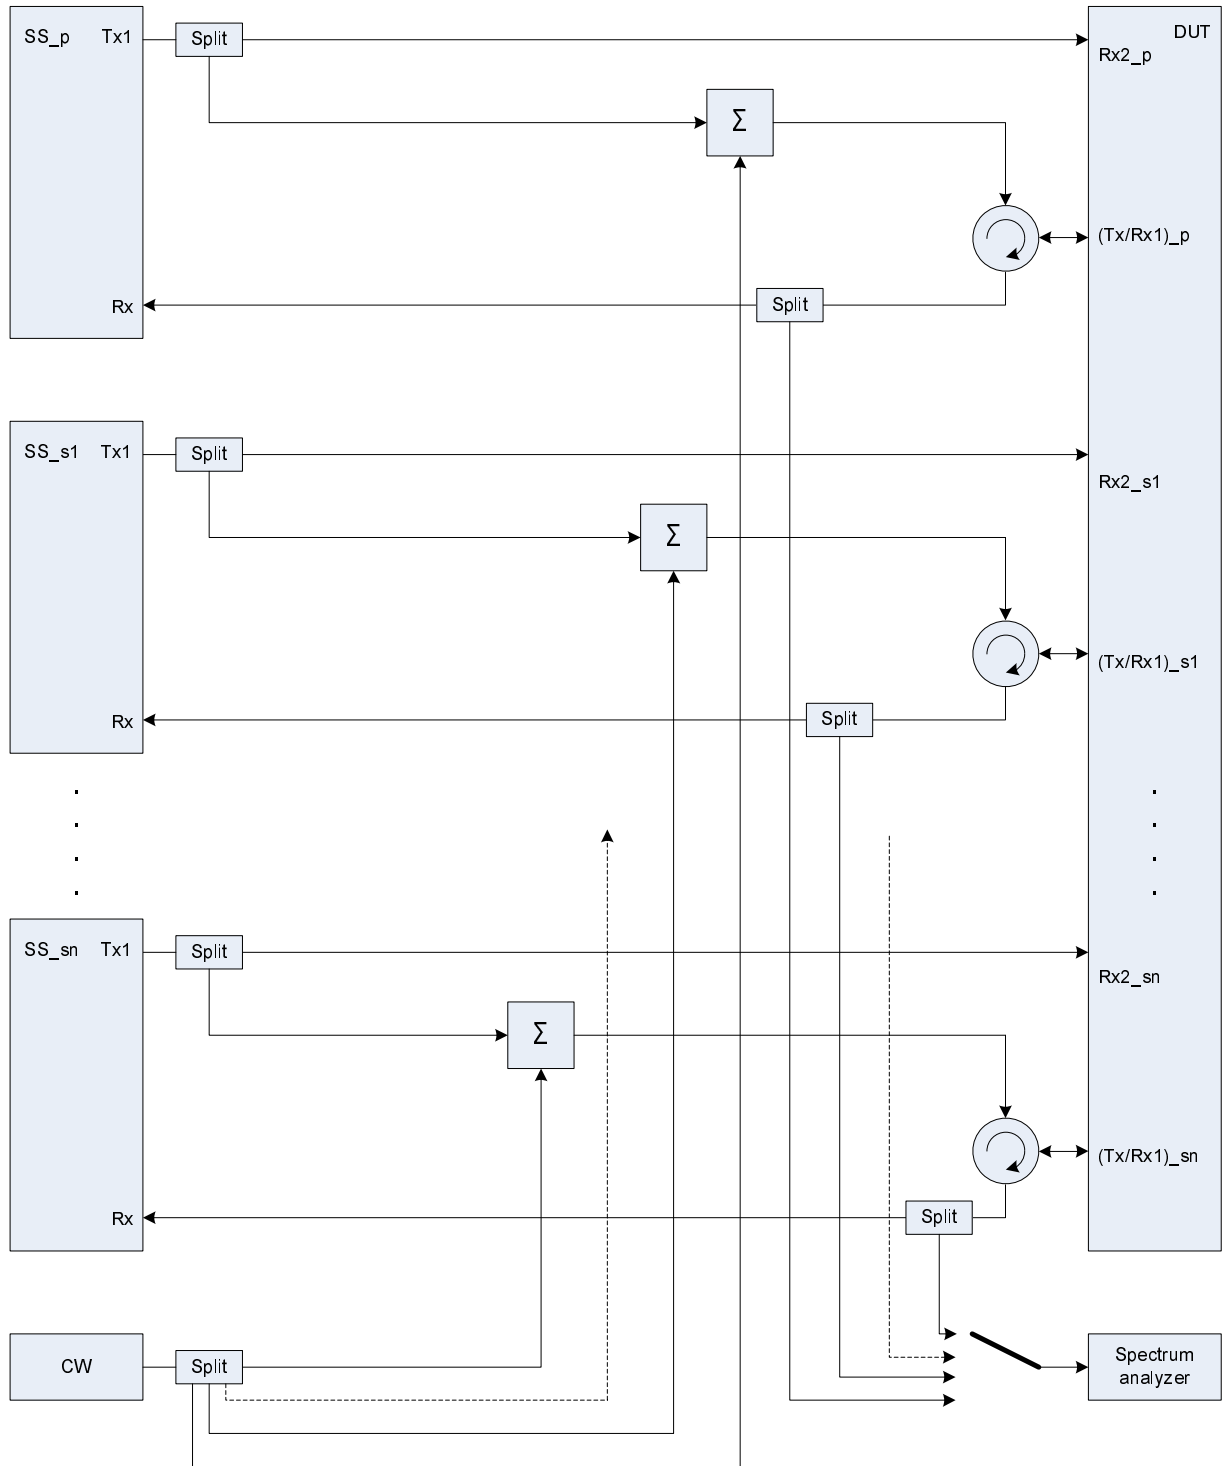 SS_p Tx1 Split DUT
Rx2_p
Σ
(Tx/Rx1)_p
Rx Split
SS_s1 Tx1 Split
Rx2_s1
Σ
(Tx/Rx1)_s1
Rx Split
SS_sn Tx1 Split
Rx2_sn
Σ
(Tx/Rx1)_sn
Rx Split
CW Split Spectrum
analyzer